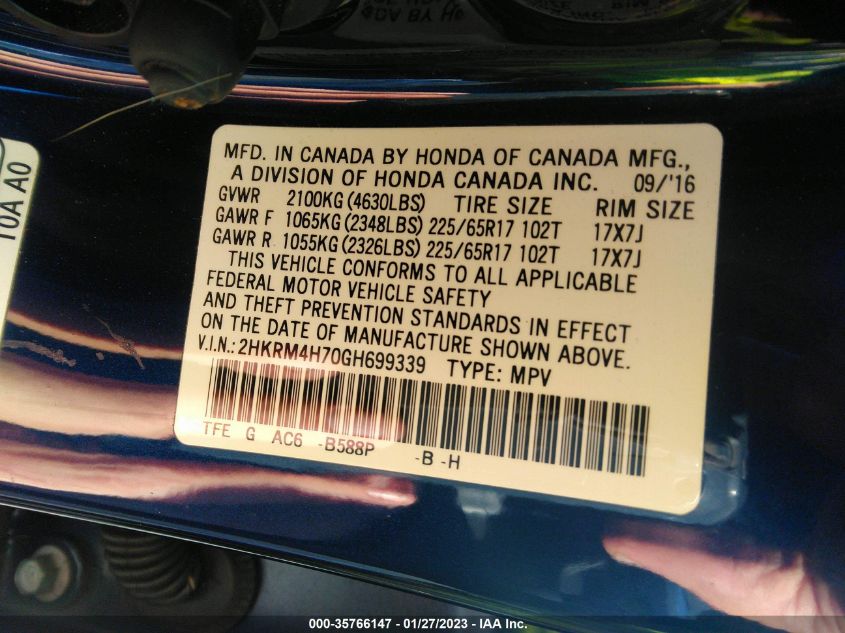 MFD. IN CANADA BY HONDA OF CANADA MFG.,
A DIVISION OF HONDA CANADA INC. 09/'16
GVWR 2100KG (4630LBS) TIRE SIZE RIM SIZE
GAWR F 1065KG (2348LBS) 225/65R17 102T 17X7J
GAWR R 1055KG (2326LBS) 225/65R17 102T 17X7J
THIS VEHICLE CONFORMS TO ALL APPLICABLE
FEDERAL MOTOR VEHICLE SAFETY
AND THEFT PREVENTION STANDARDS IN EFFECT
ON THE DATE OF MANUFACTURE SHOWN ABOVE.
V.I.N.: 2HKRM4H70GH699339 TYPE: MPV
TFE G AC6 -B588P -B -H
10A A0
000-35766147 - 01/27/2023 - IAA Inc.